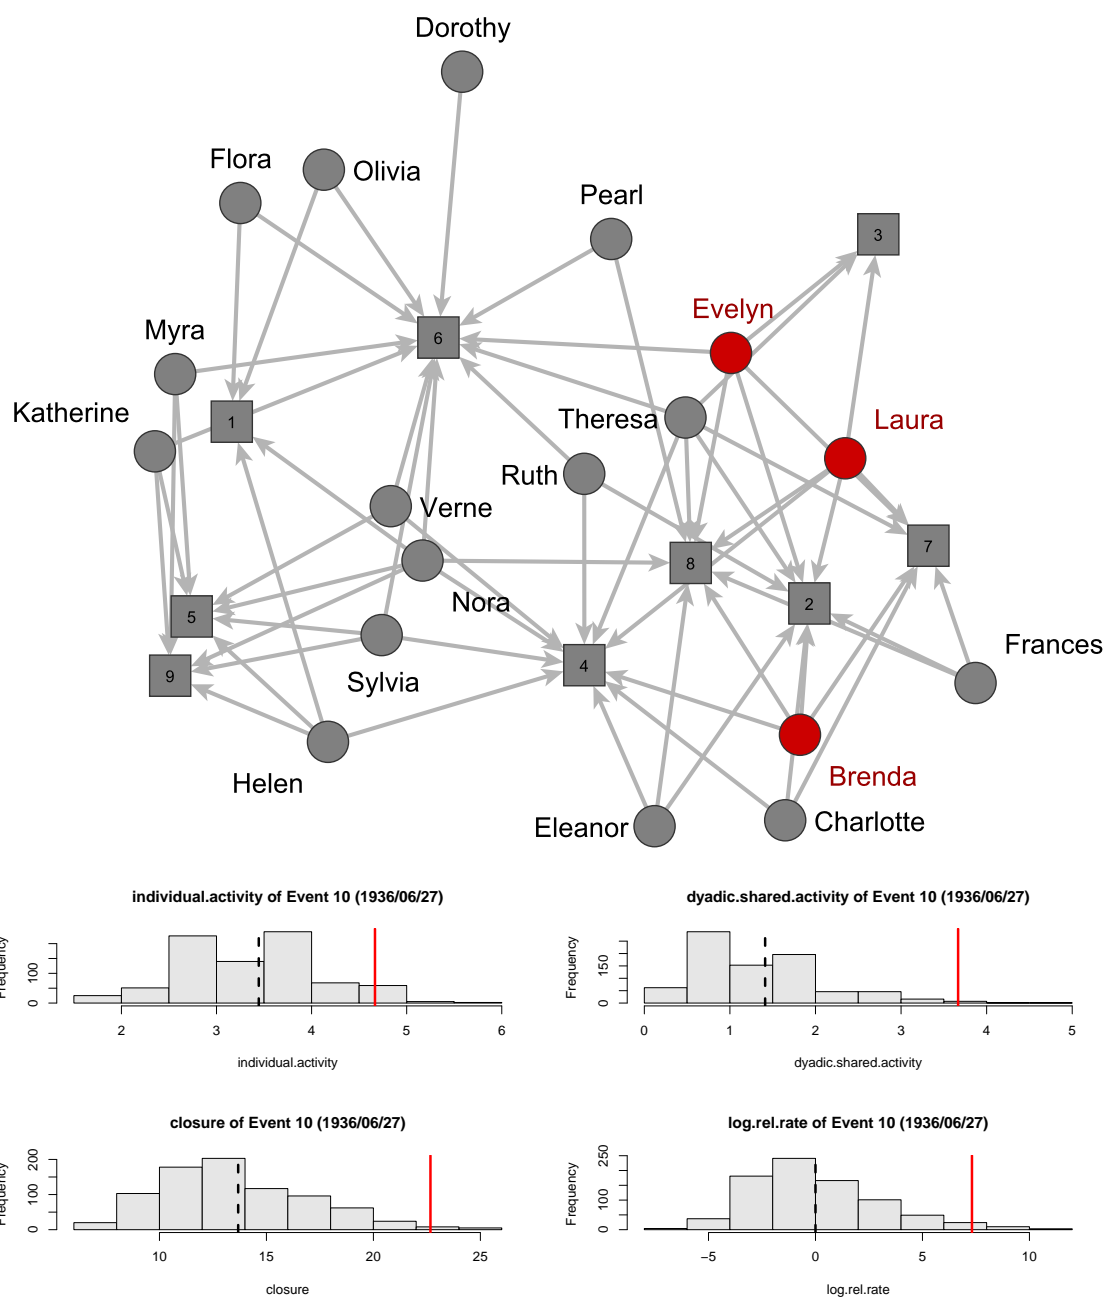 Dorothy
Flora
Olivia
Pearl
3
Evelyn
Myra
6
Katherine
1
Theresa
Laura
Ruth
Verne
7
8
Nora
2
5
Frances
9
4
Sylvia
Helen
Brenda
Eleanor
Charlotte
individual.activity of Event 10 (1936/06/27)
Frequency
0 100
2 3 4 5 6
individual.activity
dyadic.shared.activity of Event 10 (1936/06/27)
Frequency
0 150
0 1 2 3 4 5
dyadic.shared.activity
closure of Event 10 (1936/06/27)
Frequency
0 100 200
10 15 20 25
closure
log.rel.rate of Event 10 (1936/06/27)
Frequency
0 100 250
−5 0 5 10
log.rel.rate